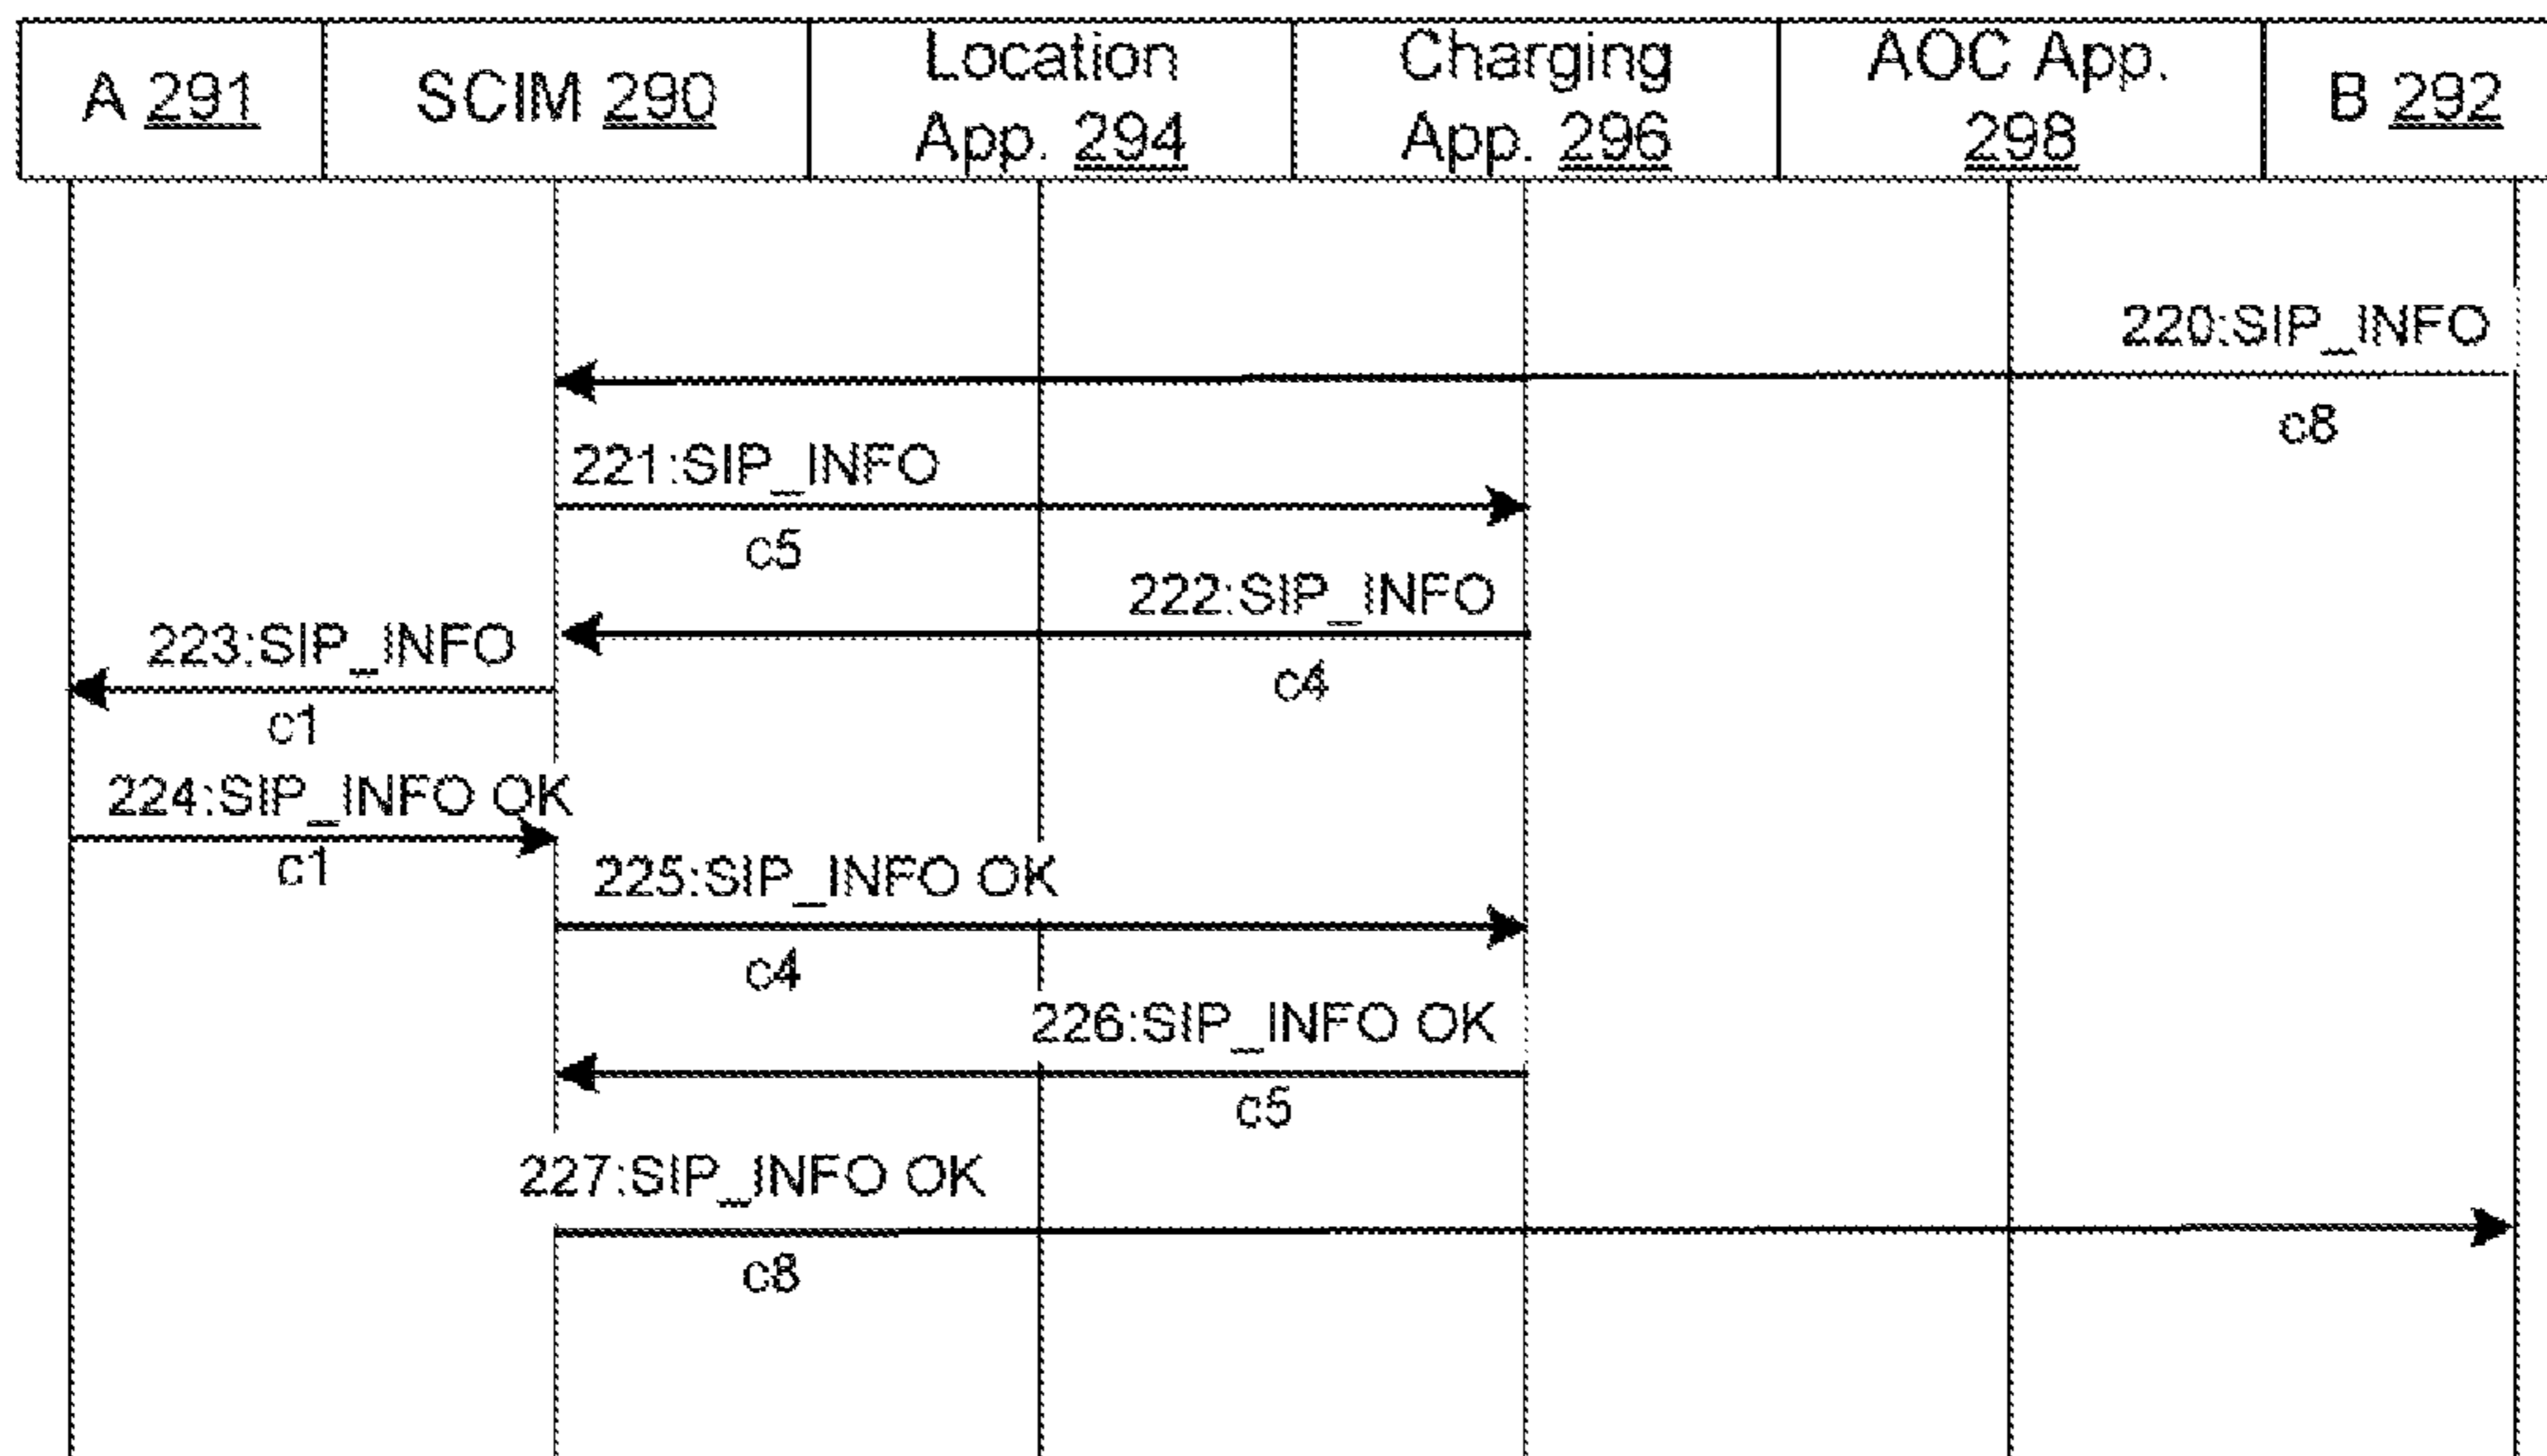 A 291
SCIM 290
Location
App. 294
Charging
App. 296
AOC App.
298
B 292
220:SIP_INFO
c8
221:SIP_INFO
c5
222:SIP_INFO
c4
223:SIP_INFO
c1
224:SIP_INFO OK
c1
225:SIP_INFO OK
c4
226:SIP_INFO OK
c5
227:SIP_INFO OK
c8